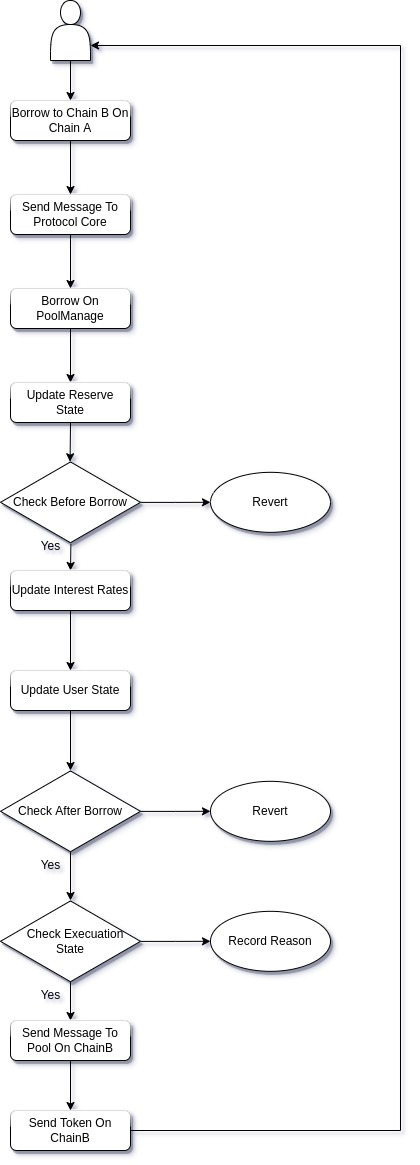 Borrow to Chain B On
Chain A
Send Message To
Protocol Core
Borrow On
PoolManage
Update Reserve
State
Check Before Borrow
Revert
Yes
Update Interest Rates
Update User State
Check After Borrow
Revert
Yes
Check Execuation
State
Record Reason
Yes
Send Message To
Pool On ChainB
Send Token On
ChainB